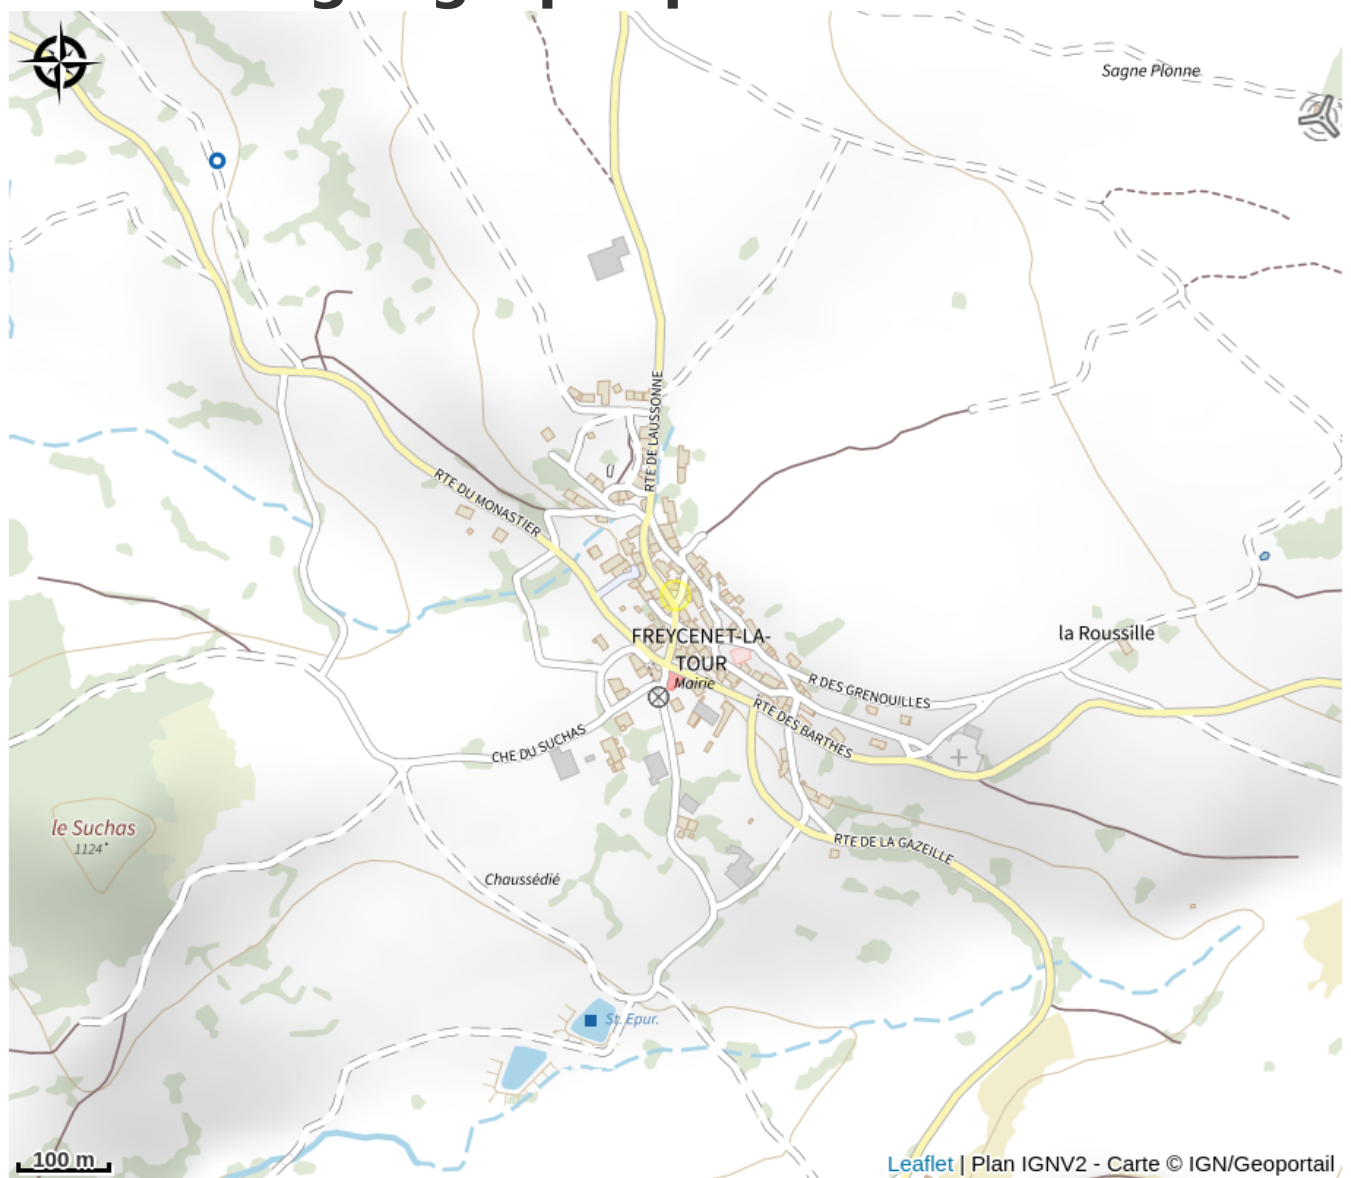 Sagne Plonne
RTE DE LAUSSONNE
RTE DU MONASTIER
FREYCENET-LA-
TOUR
Mairie
la Roussille
R DES GRENOUILLES
RTE DES BARTHES
CHE DU SUCHAS
le Suchas
1124
RTE DE LA GAZEILLE
Chaussédié
St. Epur.
100 m
Leaflet | Plan IGNV2 - Carte © IGN/Geoportail